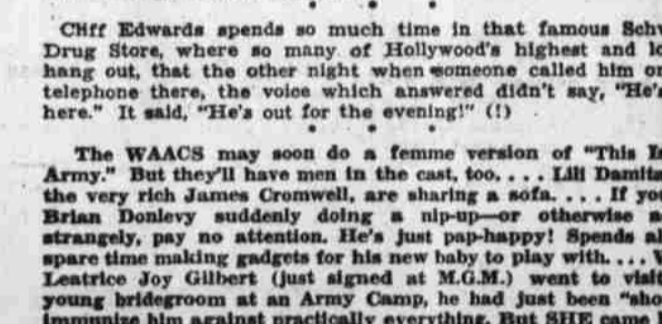 Cliff Edwards spends so much time in that famous Schw
Drug Store, where so many of Hollywood's highest and lo
hang out, that the other night when someone called him on
telephone there, the voice which answered didn't say, "He's
here." It said, "He's out for the evening!" (!)
The WAACS may soon do a femme version of "This Is
Army." But they'll have men in the cast, too. . . . Lili Damita
the very rich James Cromwell, are sharing a sofa. . . . If you
Brian Donlevy suddenly doing a nip-up—or otherwise a
strangely, pay no attention. He's just pap-happy! Spends al
spare time making gadgets for his new baby to play with. . . .
Leatrice Joy Gilbert (just signed at M.G.M.) went to visit
young bridegroom at an Army Camp, he had just been "sho
immunize him against practically everything. But SHE came